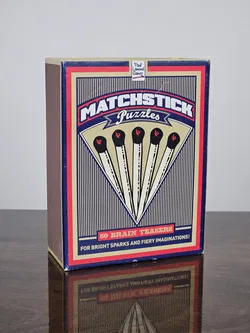 MATCHSTICK
Puzzles
50 BRAIN TEASERS
FOR BRIGHT SPARKS AND FIERY IMAGINATIONS!